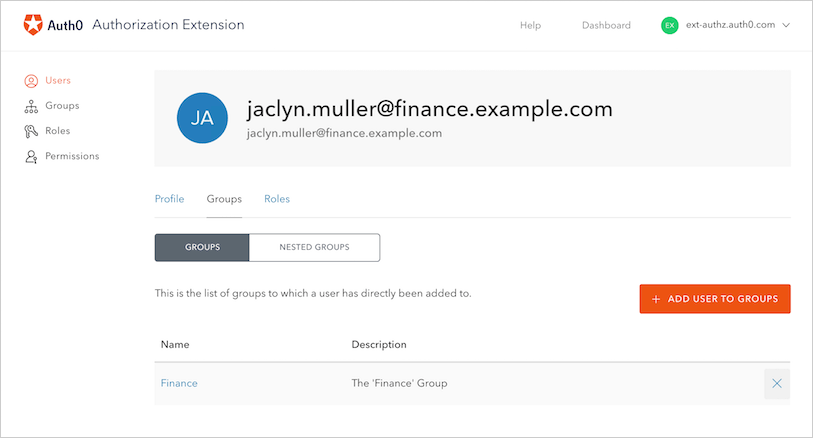 Auth0 Authorization Extension
Help
Dashboard
EX
ext-authz.auth0.com
Users
Groups
Roles
Permissions
JA
jaclyn.muller@finance.example.com
jaclyn.muller@finance.example.com
Profile
Groups
Roles
GROUPS
NESTED GROUPS
This is the list of groups to which a user has directly been added to.
+ ADD USER TO GROUPS
Name
Description
Finance
The 'Finance' Group